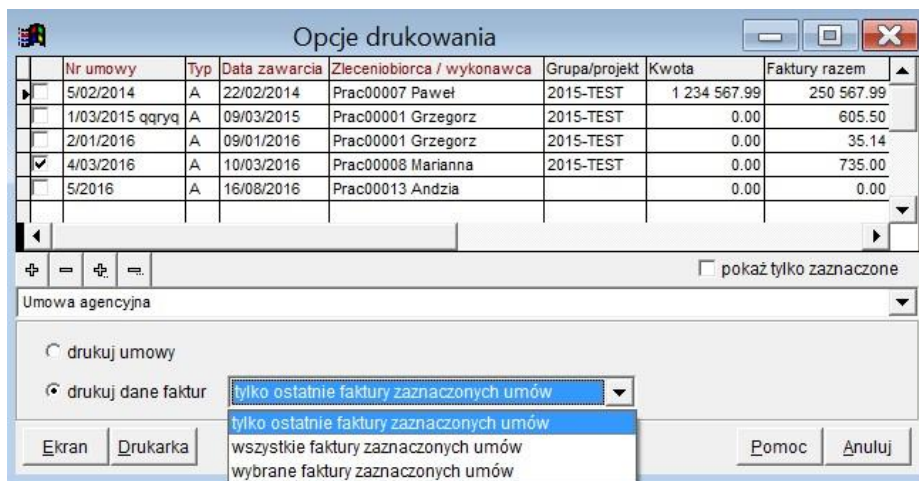 Opcje drukowania
Nr umowy Typ Data zawarcia Zleceniobiorca / wykonawca Grupa/projekt Kwota Faktury razem
5/02/2014 A 22/02/2014 Prac00007 Paweł 2015-TEST 1 234 567.99 250 567.99
1/03/2015 qqryq A 09/03/2015 Prac00001 Grzegorz 2015-TEST 0.00 605.50
2/01/2016 A 09/01/2016 Prac00001 Grzegorz 2015-TEST 0.00 35.14
4/03/2016 A 10/03/2016 Prac00008 Marianna 2015-TEST 0.00 735.00
5/2016 A 16/08/2016 Prac00013 Andzia 0.00 0.00
pokaż tylko zaznaczone
Umowa agencyjna
drukuj umowy
drukuj dane faktur tylko ostatnie faktury zaznaczonych umów
tylko ostatnie faktury zaznaczonych umów
wszystkie faktury zaznaczonych umów
wybrane faktury zaznaczonych umów
Ekran Drukarka Pomoc Anuluj